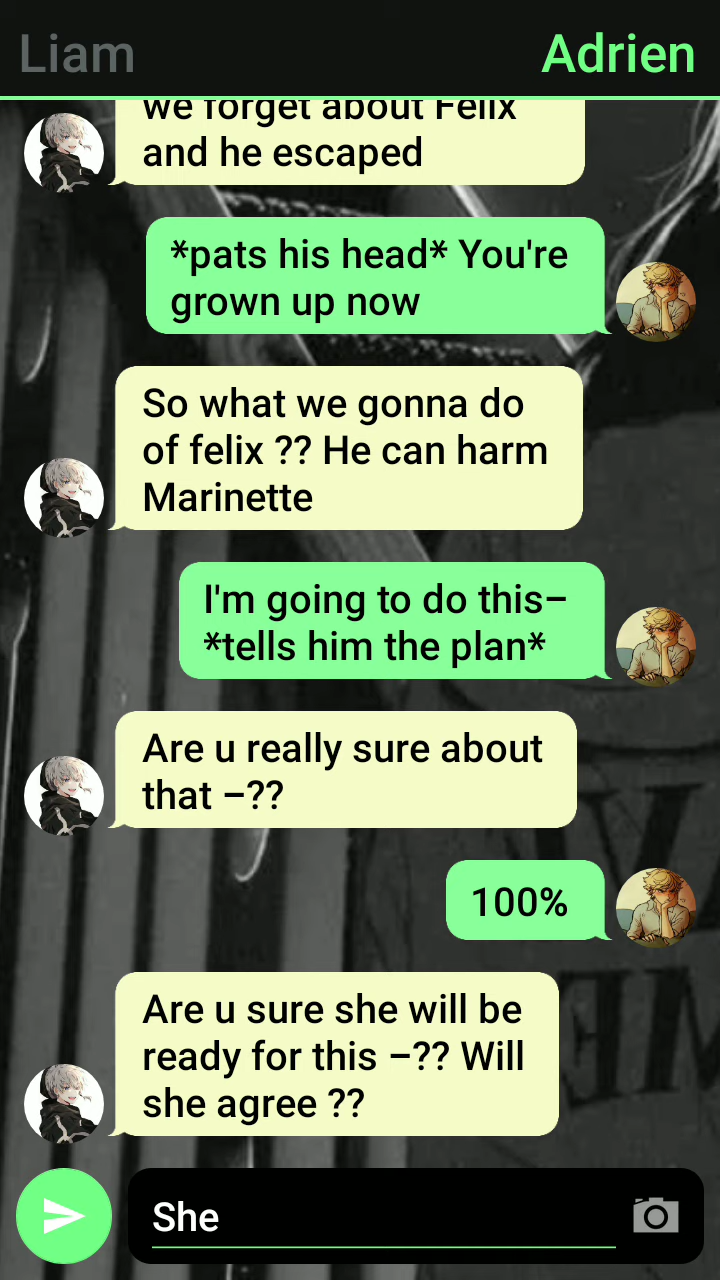 Liam
Adrien
we forget about Felix
and he escaped
*pats his head* You're
grown up now
So what we gonna do
of felix ?? He can harm
Marinette
I'm going to do this–
*tells him the plan*
Are u really sure about
that –??
100%
Are u sure she will be
ready for this –?? Will
she agree ??
She